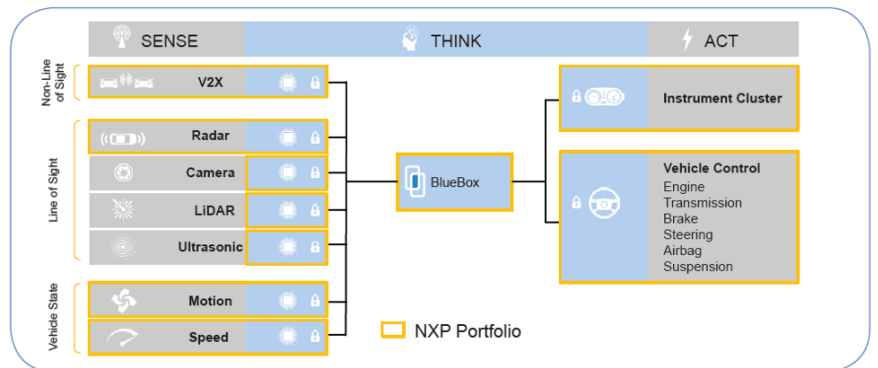 SENSE
THINK
ACT
Non-Line
of Sight
V2X
Line of Sight
Radar
Camera
LiDAR
Ultrasonic
Vehicle State
Motion
Speed
BlueBox
Instrument Cluster
Vehicle Control
Engine
Transmission
Brake
Steering
Airbag
Suspension
NXP Portfolio